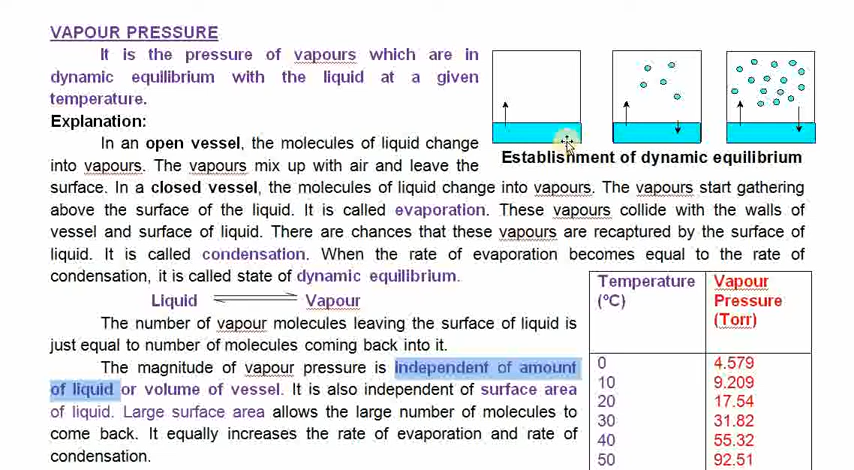 VAPOUR PRESSURE
It is the pressure of vapours which are in
dynamic equilibrium with the liquid at a given
temperature.
Explanation:
In an open vessel, the molecules of liquid change
into vapours. The vapours mix up with air and leave the
Establishment of dynamic equilibrium
surface. In a closed vessel, the molecules of liquid change into vapours. The vapours start gathering
above the surface of the liquid. It is called evaporation. These vapours collide with the walls of
vessel and surface of liquid. There are chances that these vapours are recaptured by the surface of
liquid. It is called condensation. When the rate of evaporation becomes equal to the rate of
condensation, it is called state of dynamic equilibrium.
Liquid ⇌ Vapour
The number of vapour molecules leaving the surface of liquid is
just equal to number of molecules coming back into it.
The magnitude of vapour pressure is independent of amount
of liquid or volume of vessel. It is also independent of surface area
of liquid. Large surface area allows the large number of molecules to
come back. It equally increases the rate of evaporation and rate of
condensation.
Temperature Vapour
(ºC) Pressure
(Torr)
0 4.579
10 9.209
20 17.54
30 31.82
40 55.32
50 92.51